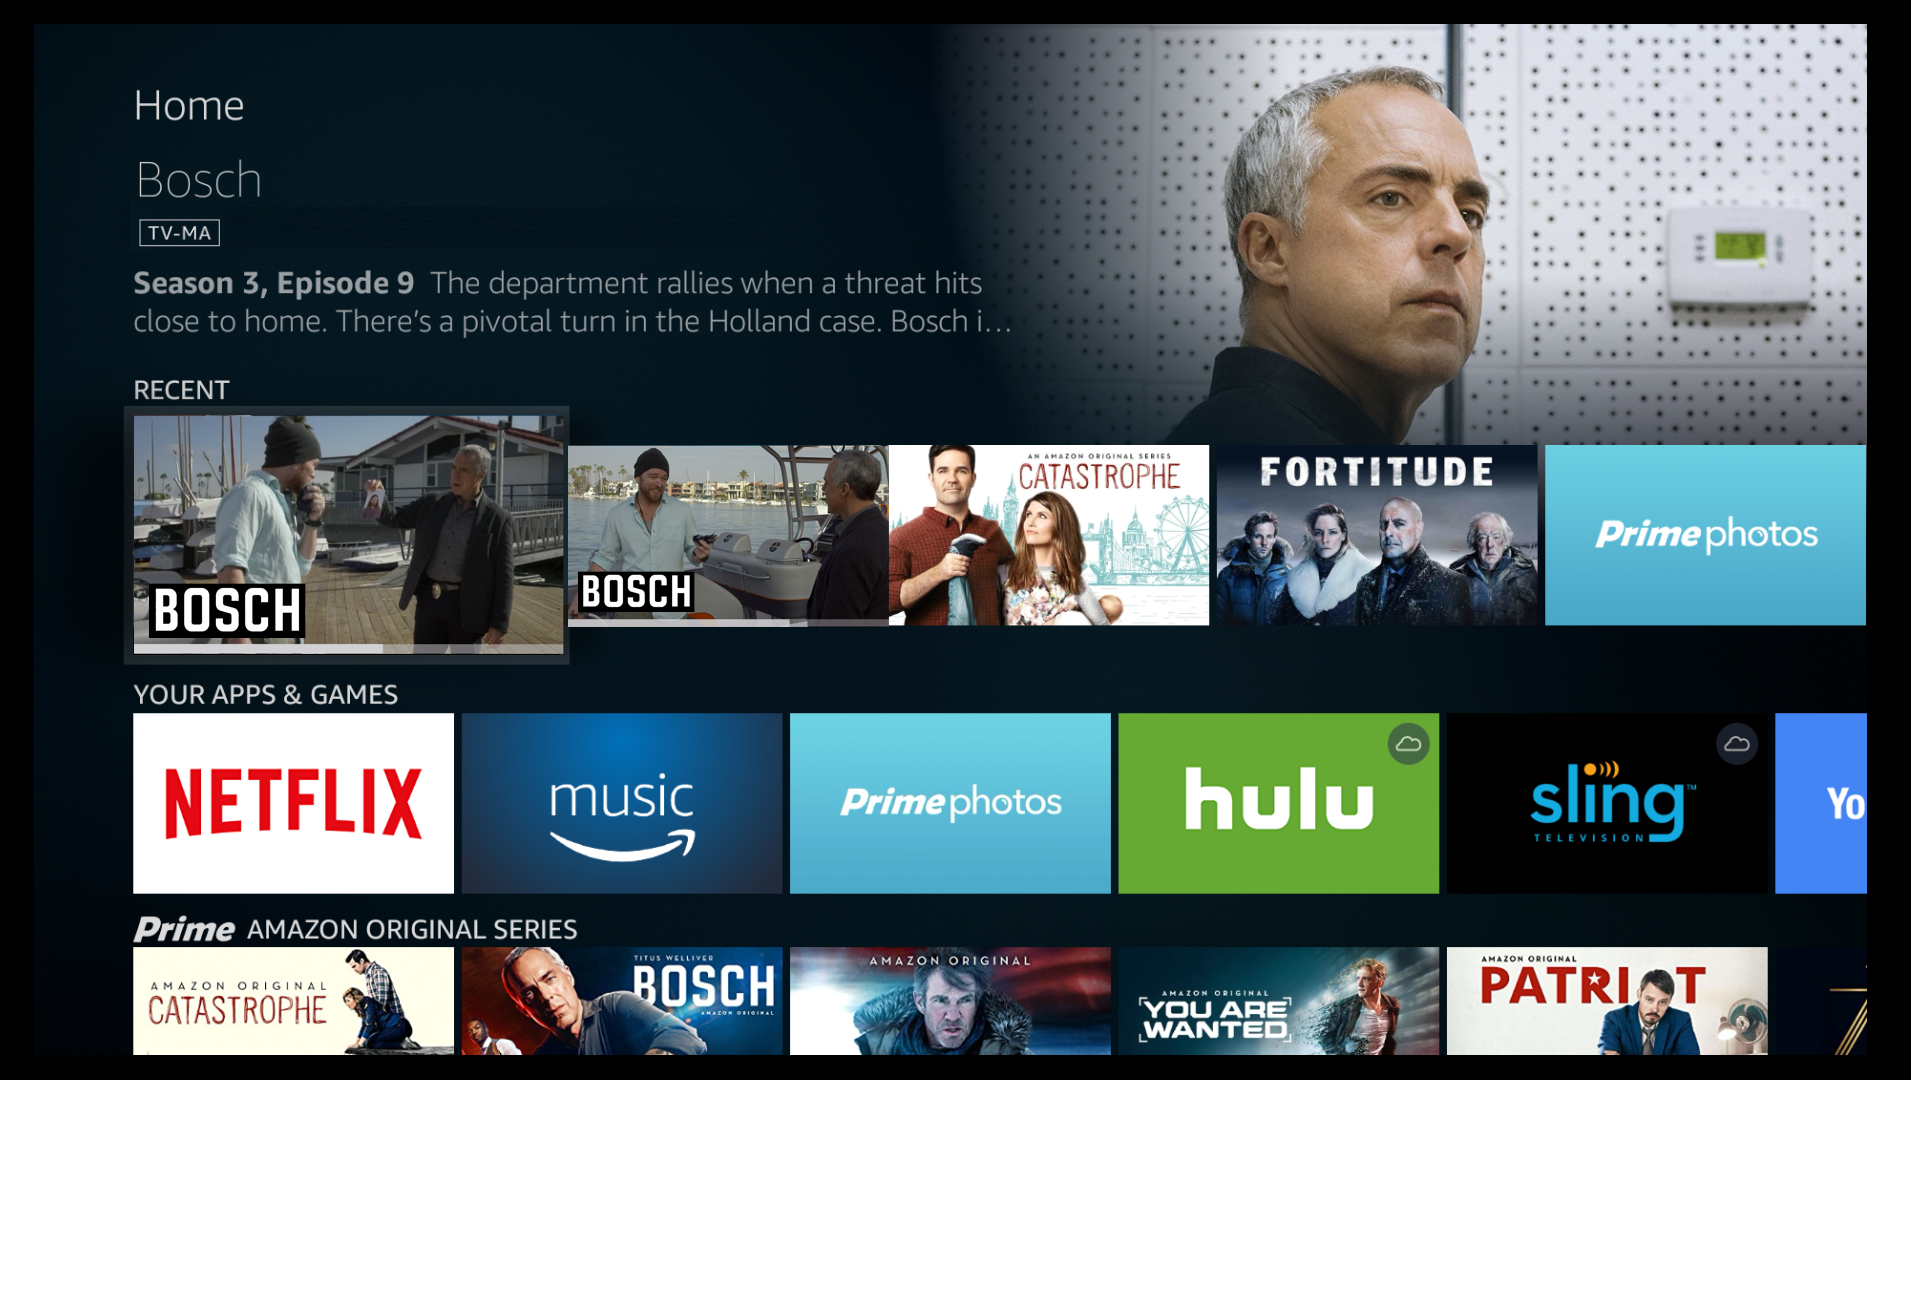 Home
Bosch
TV-MA
Season 3, Episode 9 The department rallies when a threat hits
close to home. There's a pivotal turn in the Holland case. Bosch i...
RECENT
BOSCH
BOSCH
AN AMAZON ORIGINAL SERIES
CATASTROPHE
FORTITUDE
Prime photos
YOUR APPS & GAMES
NETFLIX
music
Prime photos
hulu
sling
TELEVISION
Yo
Prime AMAZON ORIGINAL SERIES
AMAZON ORIGINAL
CATASTROPHE
TITUS WELLIVER
BOSCH
AMAZON ORIGINAL
AMAZON ORIGINAL
AMAZON ORIGINAL
YOU ARE
WANTED
AMAZON ORIGINAL
PATRIOT